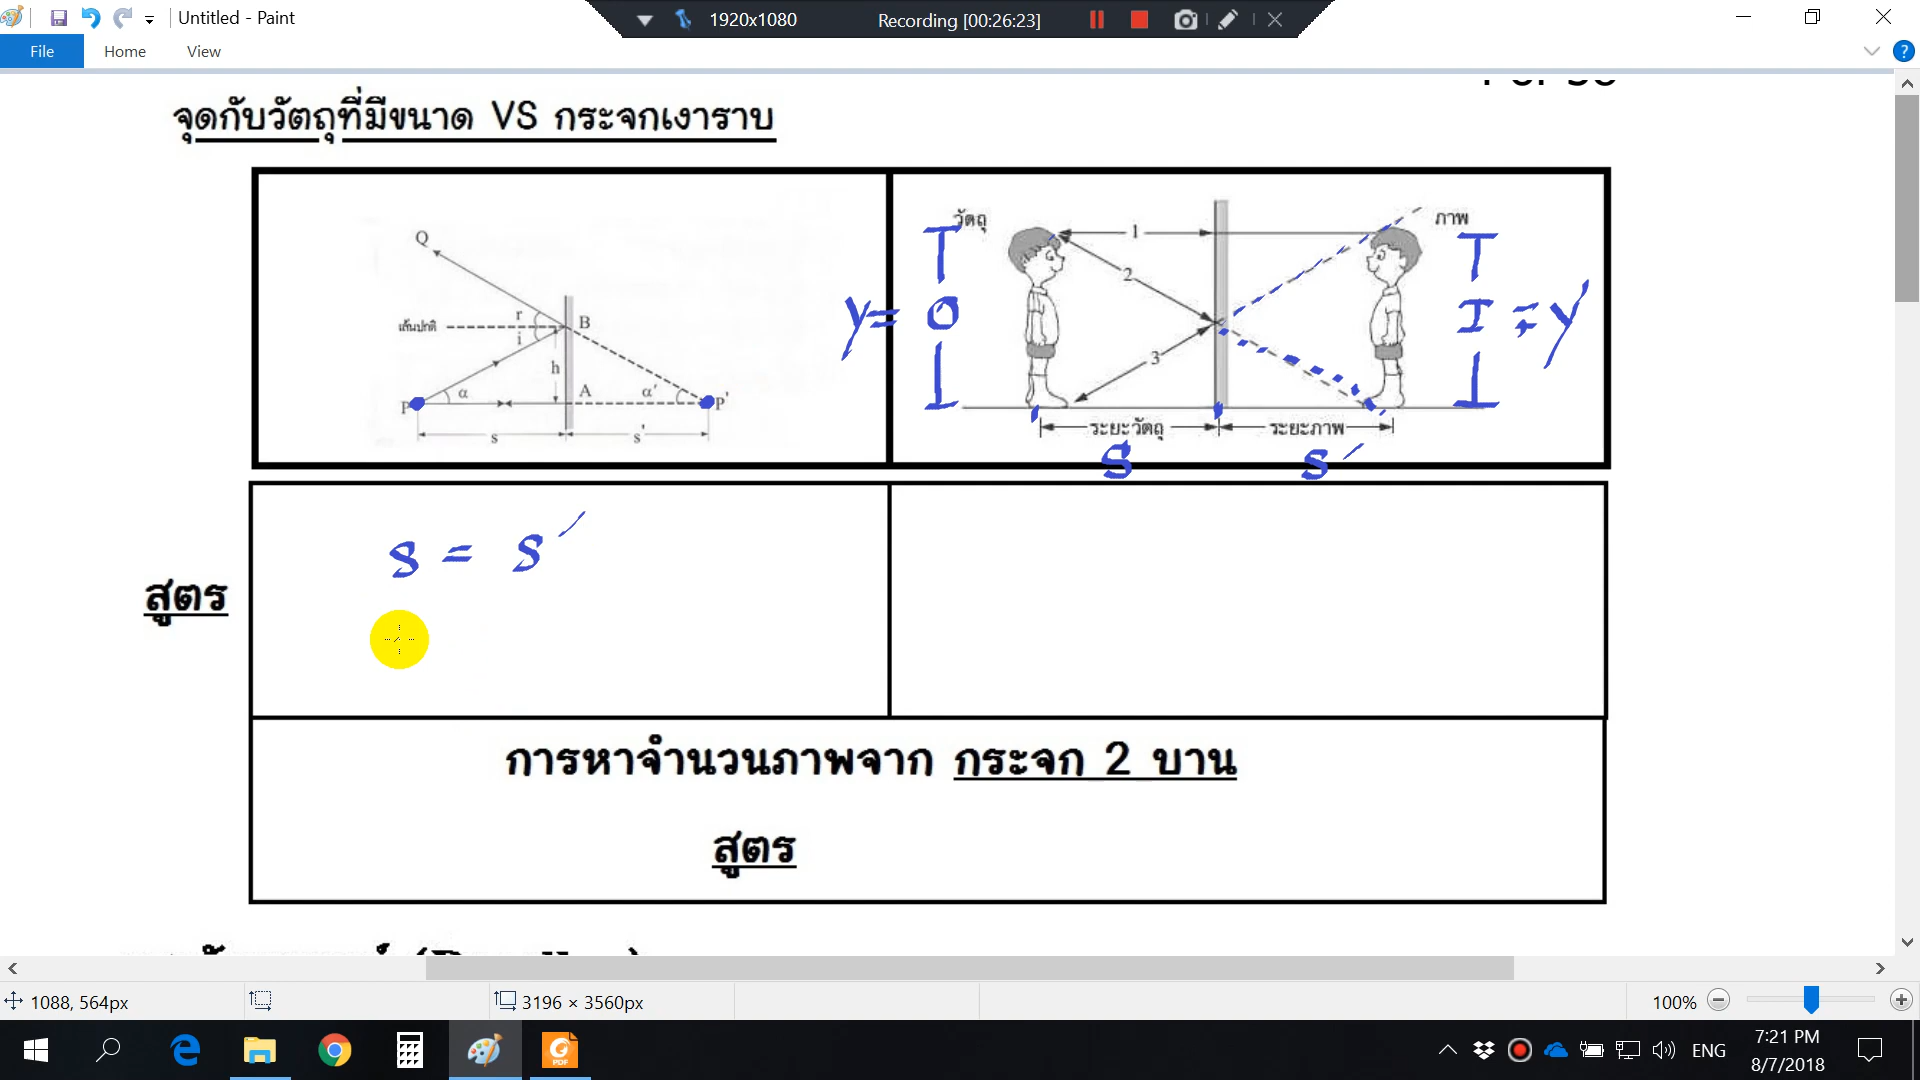 Untitled - Paint
1920x1080
Recording [00:26:23]
File
Home
View
จุดกับวัตถุที่มีขนาด VS กระจกเงาราบ
Q
เส้นปกติ
r
i
B
h
P
α
A
α'
P'
s
s'
วัตถุ
ภาพ
1
2
3
y = O
I = y'
ระยะวัตถุ
ระยะภาพ
s
s'
สูตร
s = s'
การหาจำนวนภาพจาก กระจก 2 บาน
สูตร
1088, 564px
3196 × 3560px
100%
PDF
ENG
7:21 PM
8/7/2018